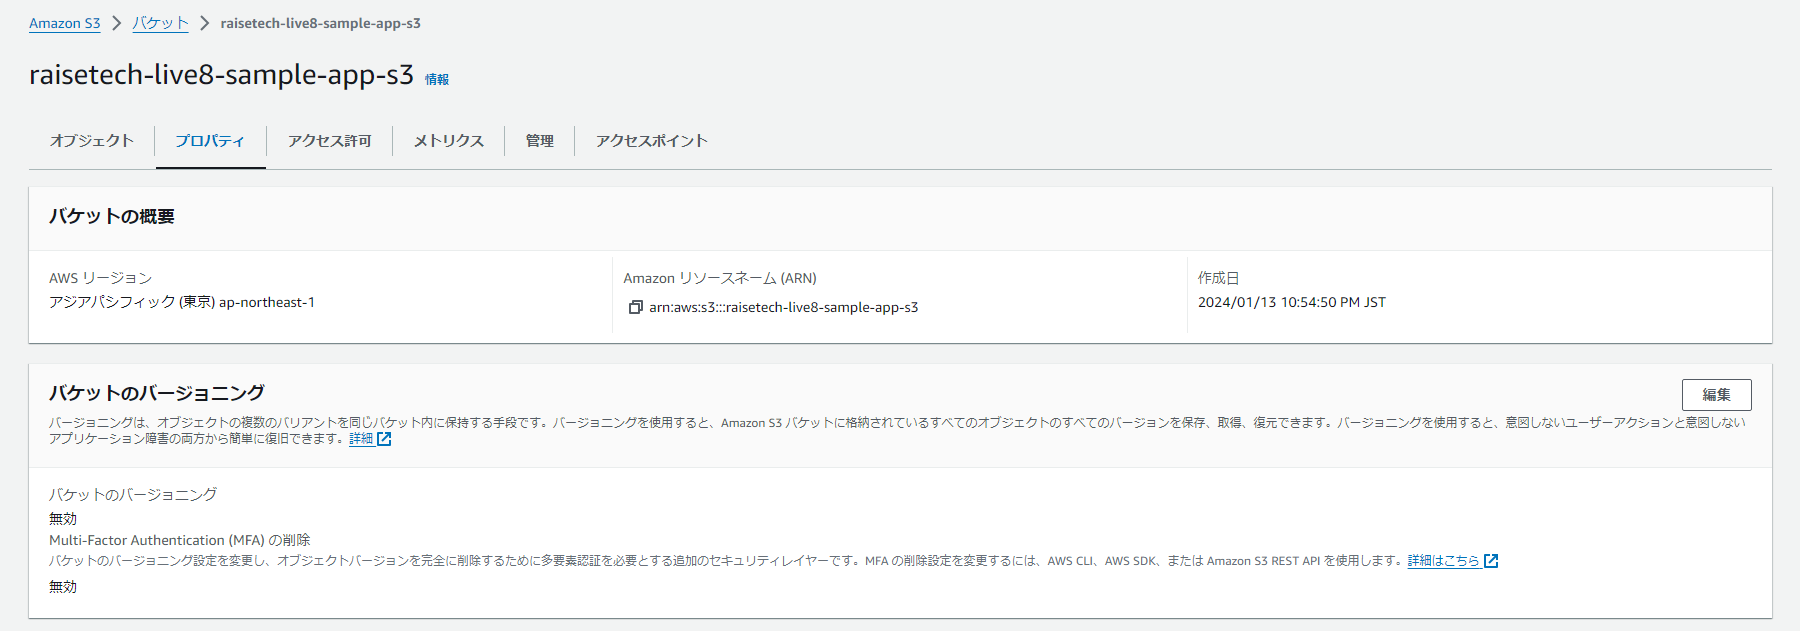 Amazon S3 > バケット > raisetech-live8-sample-app-s3
raisetech-live8-sample-app-s3 情報
オブジェクト プロパティ アクセス許可 メトリクス 管理 アクセスポイント
バケットの概要
AWS リージョン Amazon リソースネーム (ARN) 作成日
アジアパシフィック (東京) ap-northeast-1 arn:aws:s3:::raisetech-live8-sample-app-s3 2024/01/13 10:54:50 PM JST
バケットのバージョニング 編集
バージョニングは、オブジェクトの複数のバリアントを同じバケット内に保持する手段です。バージョニングを使用すると、Amazon S3 バケットに格納されているすべてのオブジェクトのすべてのバージョンを保存、取得、復元できます。バージョニングを使用すると、意図しないユーザーアクションと意図しない
アプリケーション障害の両方から簡単に復旧できます。詳細
バケットのバージョニング
無効
Multi-Factor Authentication (MFA) の削除
バケットのバージョニング設定を変更し、オブジェクトバージョンを完全に削除するために多要素認証を必要とする追加のセキュリティレイヤーです。MFA の削除設定を変更するには、AWS CLI、AWS SDK、または Amazon S3 REST API を使用します。詳細はこちら
無効